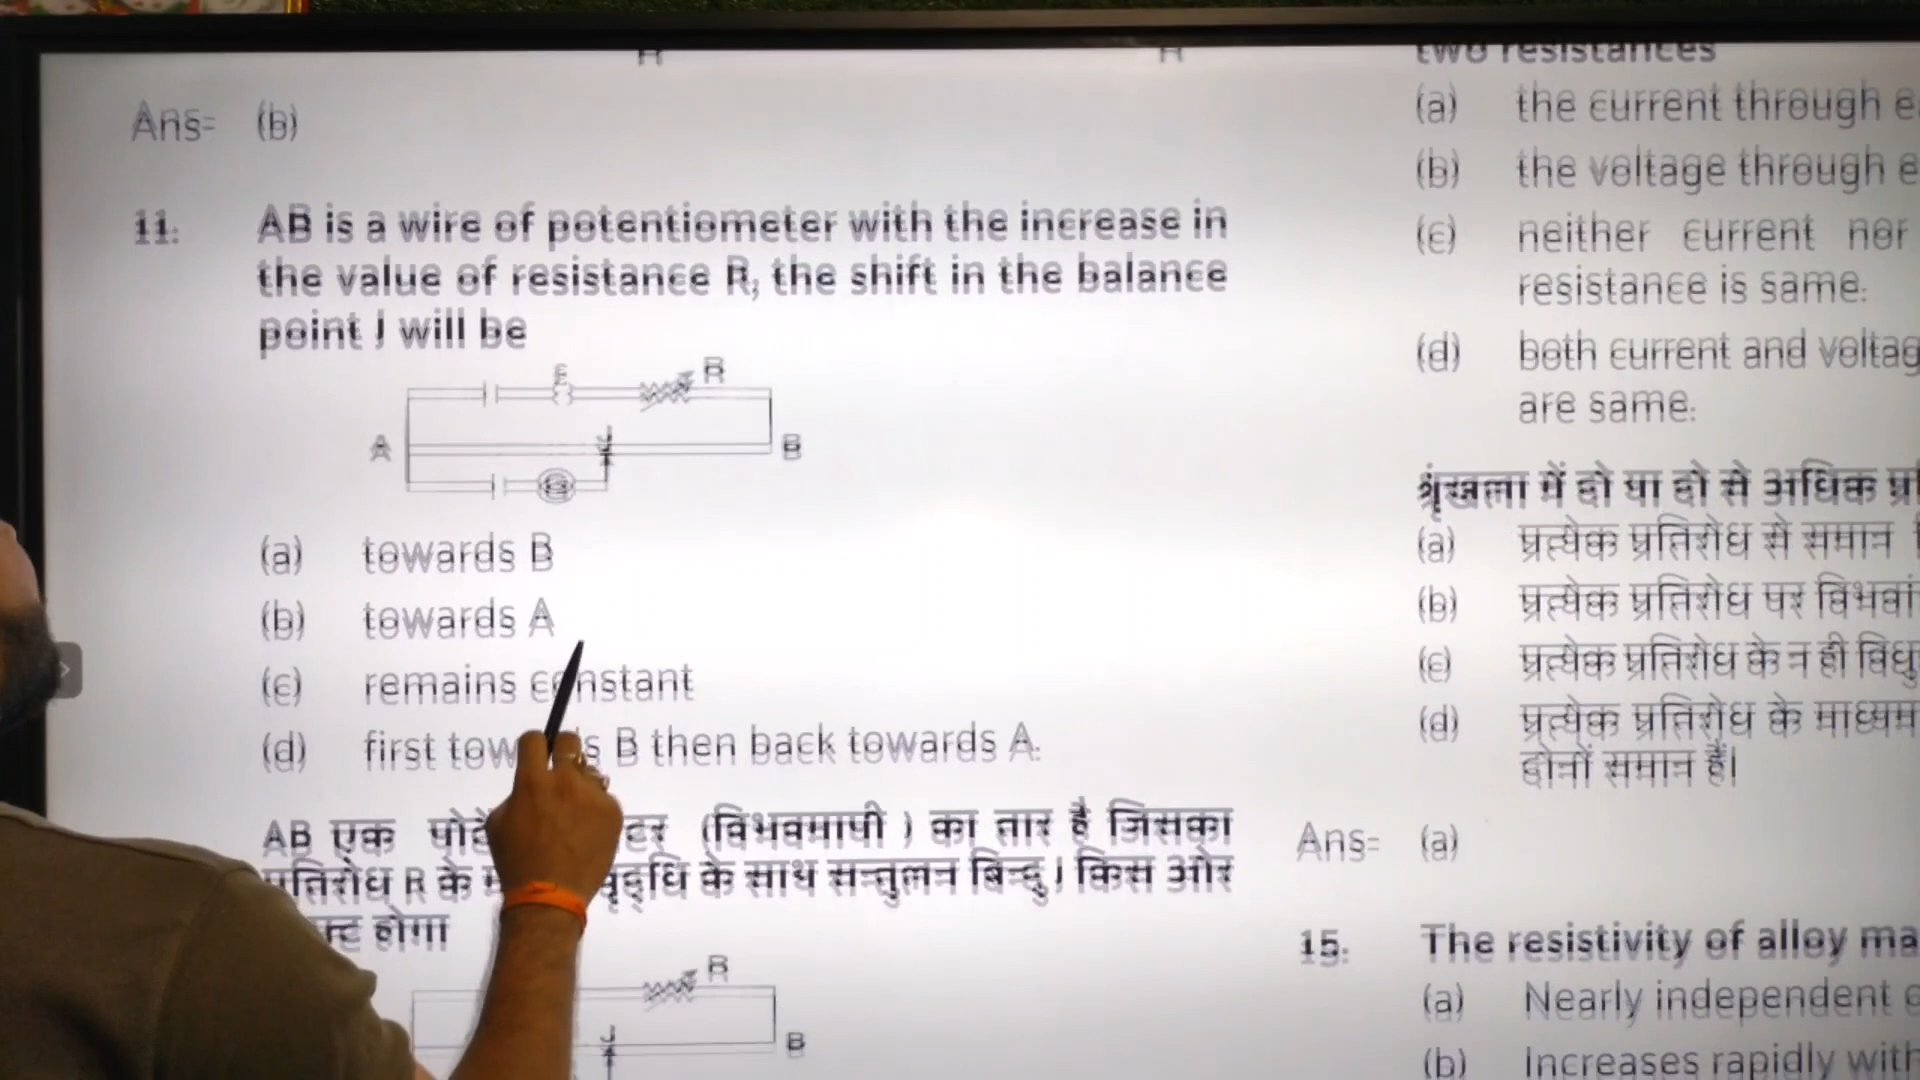 Ans= (b)
11. AB is a wire of potentiometer with the increase in
the value of resistance R, the shift in the balance
point J will be
E
R
A
J
B
G
(a) towards B
(b) towards A
(c) remains constant
(d) first B then back towards A.
AB एक (विभवमापी ) का तार है जिसका
प्रतिरोध R के वृद्धि के साथ सन्तुलन बिन्दु J किस ओर
होगा
R
J
B
two resistances
(a) the current through
(b) the voltage through
(c) neither current nor
resistance is same.
(d) both current and
are same.
श्रृंखला में दो या दो से अधिक
(a) प्रत्येक प्रतिरोध से समान
(b) प्रत्येक प्रतिरोध पर
(c) प्रत्येक प्रतिरोध के न ही
(d) प्रत्येक प्रतिरोध के माध्यम
दोनों समान हैं।
Ans= (a)
15. The resistivity of alloy
(a) Nearly independent
(b) Increases rapidly with